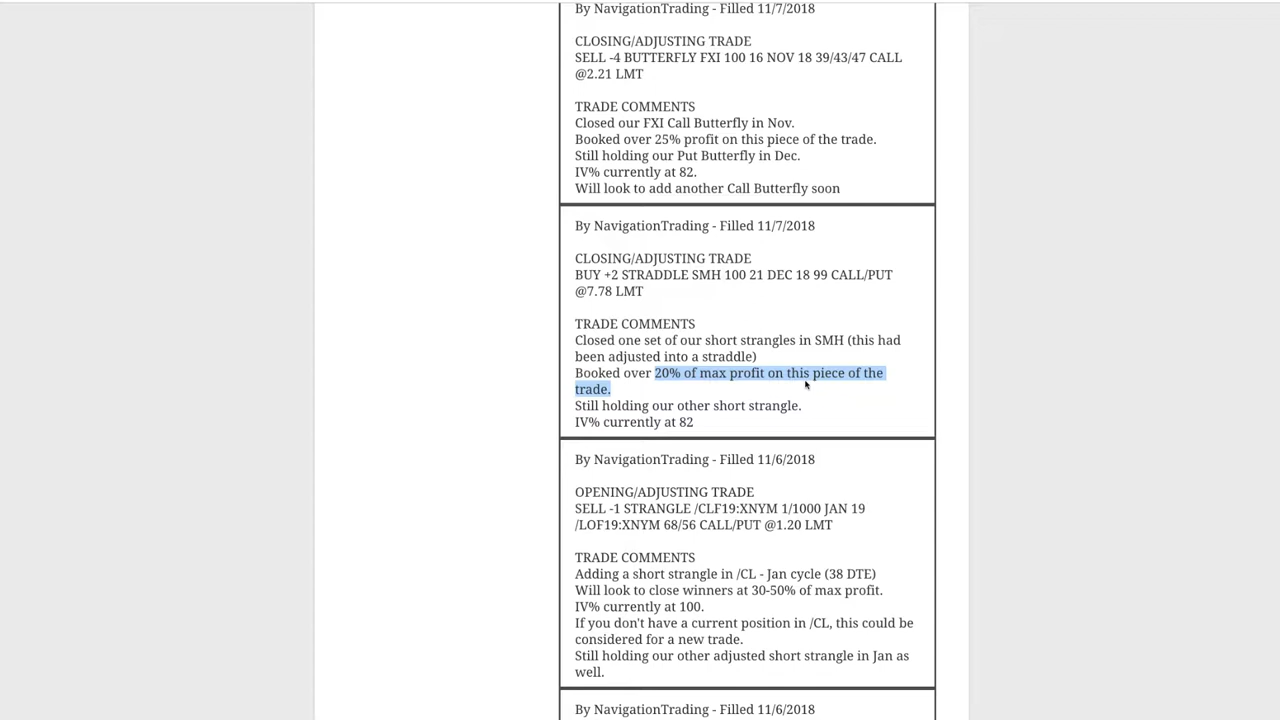 By NavigationTrading - Filled 11/7/2018
CLOSING/ADJUSTING TRADE
SELL -4 BUTTERFLY FXI 100 16 NOV 18 39/43/47 CALL
@2.21 LMT
TRADE COMMENTS
Closed our FXI Call Butterfly in Nov.
Booked over 25% profit on this piece of the trade.
Still holding our Put Butterfly in Dec.
IV% currently at 82.
Will look to add another Call Butterfly soon
By NavigationTrading - Filled 11/7/2018
CLOSING/ADJUSTING TRADE
BUY +2 STRADDLE SMH 100 21 DEC 18 99 CALL/PUT
@7.78 LMT
TRADE COMMENTS
Closed one set of our short strangles in SMH (this had
been adjusted into a straddle)
Booked over 20% of max profit on this piece of the
trade.
Still holding our other short strangle.
IV% currently at 82
By NavigationTrading - Filled 11/6/2018
OPENING/ADJUSTING TRADE
SELL -1 STRANGLE /CLF19:XNYM 1/1000 JAN 19
/LOF19:XNYM 68/56 CALL/PUT @1.20 LMT
TRADE COMMENTS
Adding a short strangle in /CL - Jan cycle (38 DTE)
Will look to close winners at 30-50% of max profit.
IV% currently at 100.
If you don't have a current position in /CL, this could be
considered for a new trade.
Still holding our other adjusted short strangle in Jan as
well.
By NavigationTrading - Filled 11/6/2018